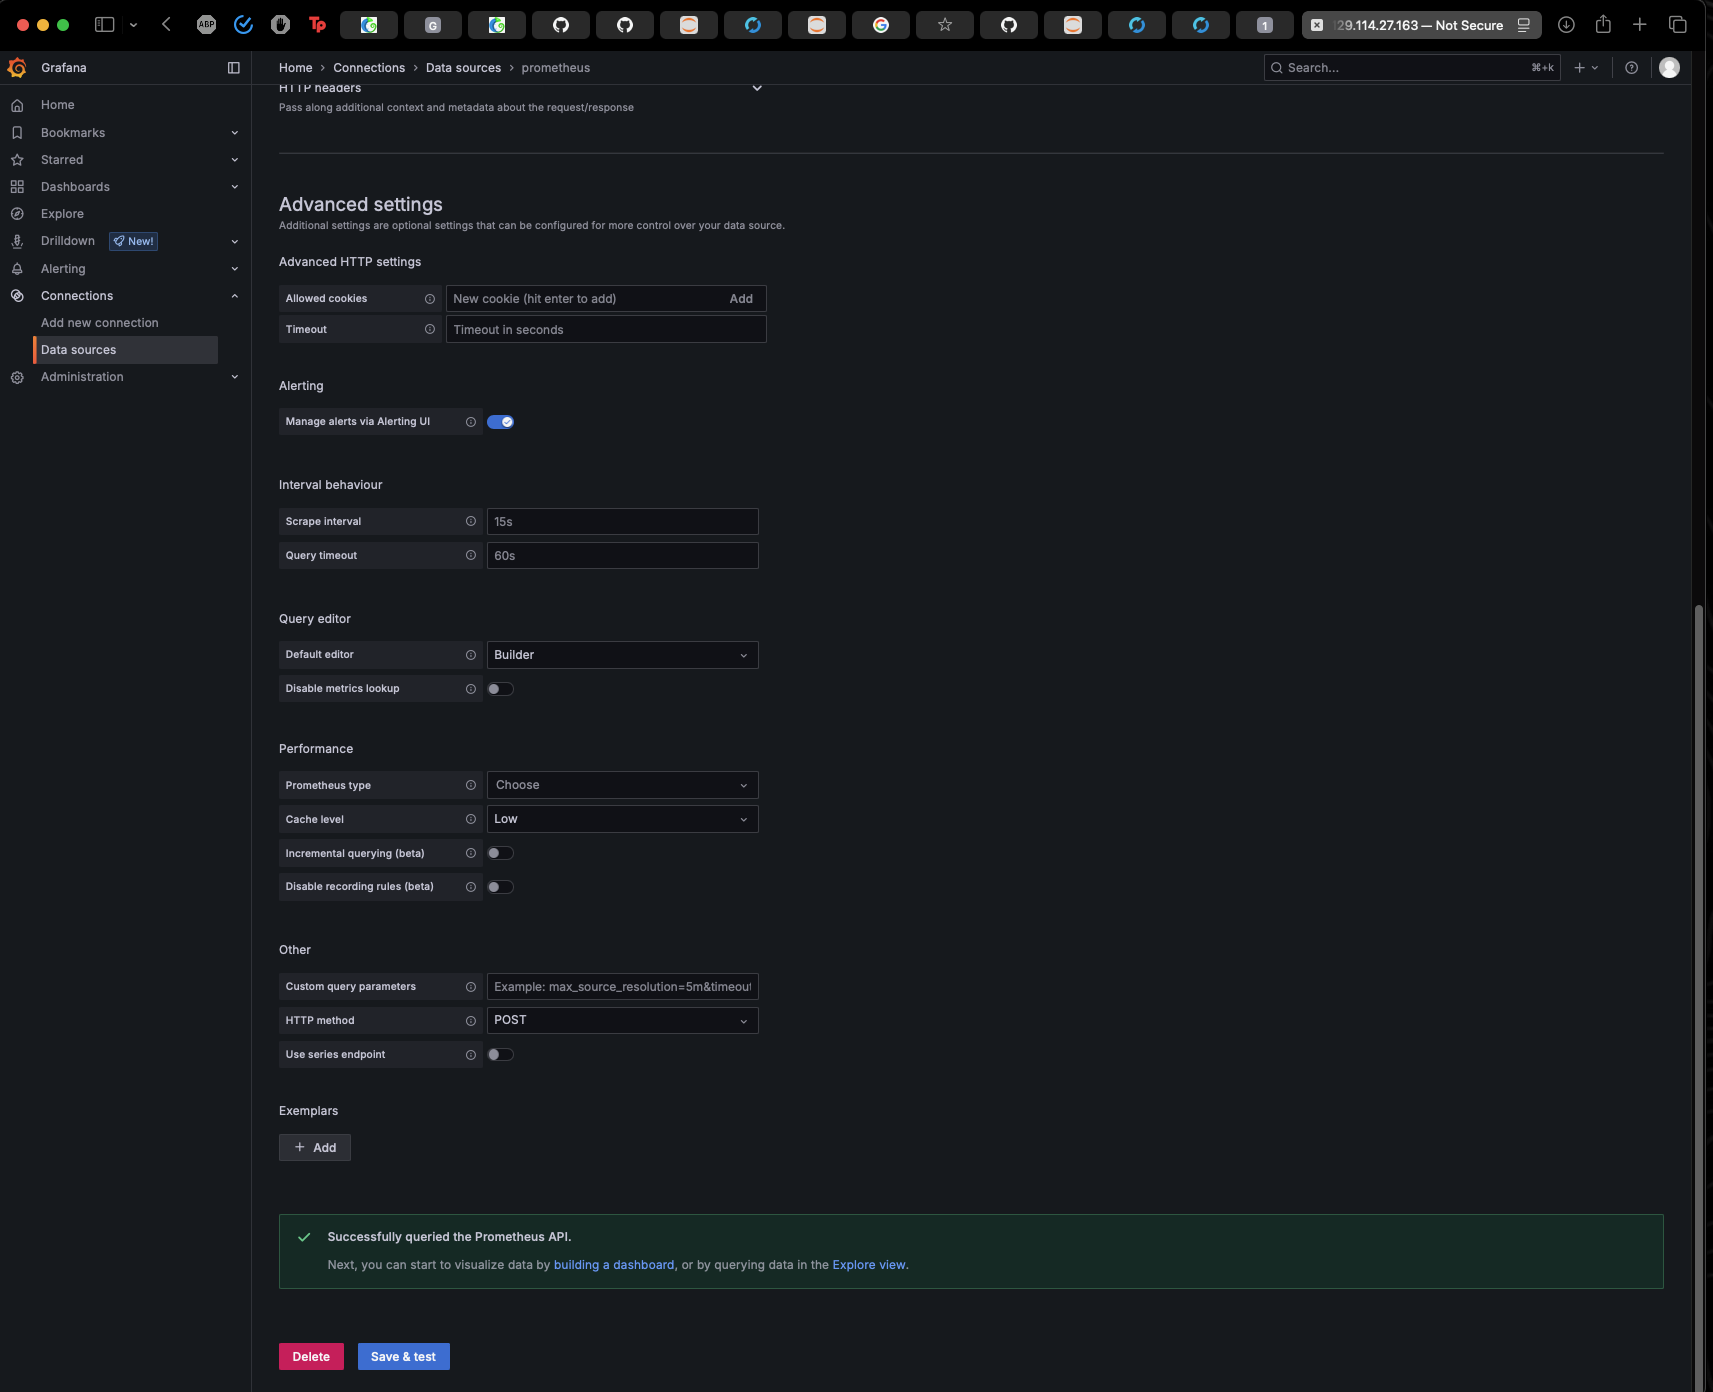 ABP
Tp
G
1
29.114.27.163 — Not Secure
Grafana
Home › Connections › Data sources › prometheus
Search...
⌘+k
Home
Bookmarks
Starred
Dashboards
Explore
Drilldown New!
Alerting
Connections
Add new connection
Data sources
Administration
HTTP headers
Pass along additional context and metadata about the request/response
Advanced settings
Additional settings are optional settings that can be configured for more control over your data source.
Advanced HTTP settings
Allowed cookies New cookie (hit enter to add) Add
Timeout Timeout in seconds
Alerting
Manage alerts via Alerting UI
Interval behaviour
Scrape interval 15s
Query timeout 60s
Query editor
Default editor Builder
Disable metrics lookup
Performance
Prometheus type Choose
Cache level Low
Incremental querying (beta)
Disable recording rules (beta)
Other
Custom query parameters Example: max_source_resolution=5m&timeout
HTTP method POST
Use series endpoint
Exemplars
+ Add
Successfully queried the Prometheus API.
Next, you can start to visualize data by building a dashboard, or by querying data in the Explore view.
Delete Save & test